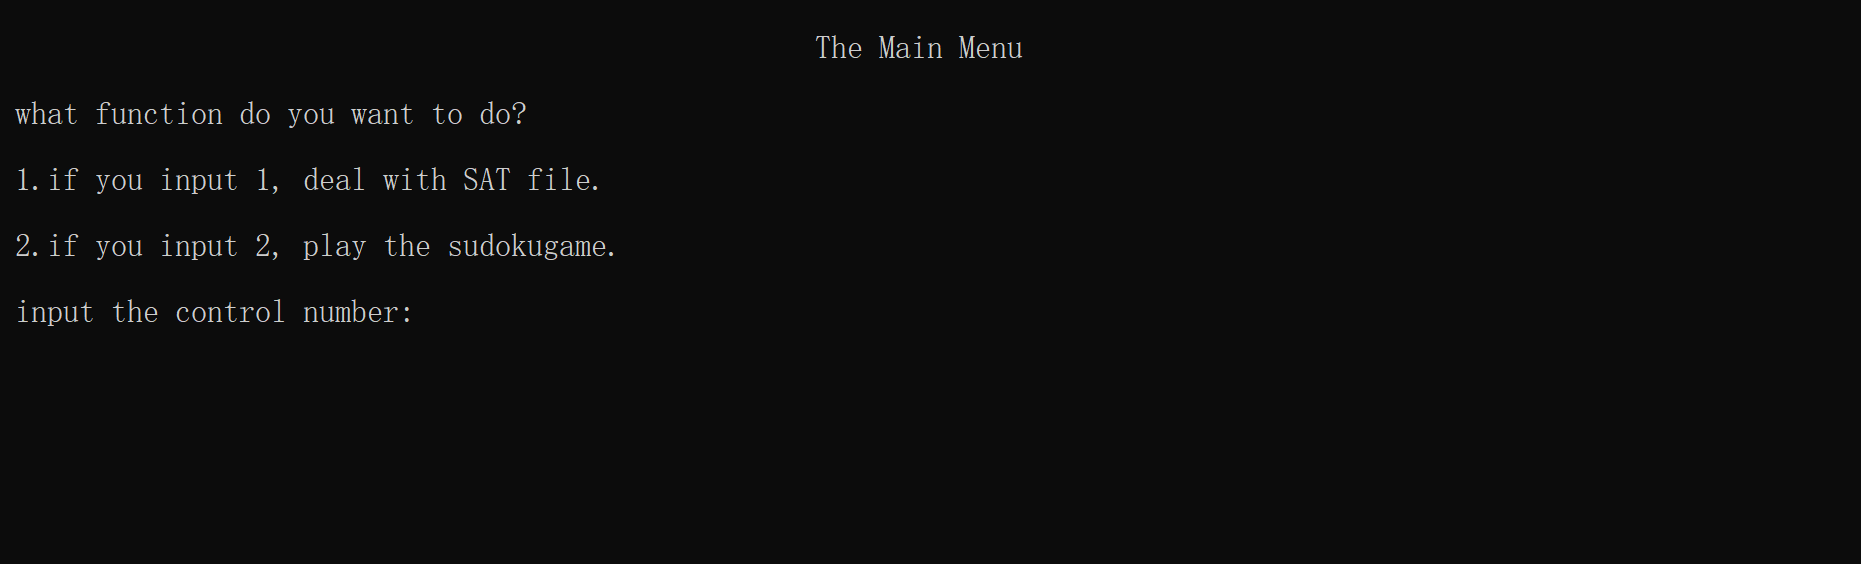 The Main Menu
what function do you want to do?
1.if you input 1, deal with SAT file.
2.if you input 2, play the sudokugame.
input the control number: